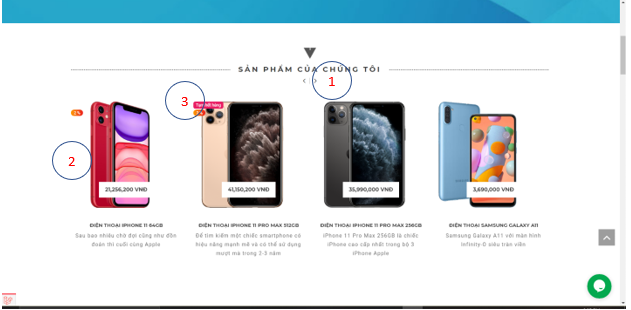 SẢN PHẨM CỦA CHÚNG TÔI
< >
1
3
2
21,256,200 VNĐ
41,150,200 VNĐ
35,990,000 VNĐ
3,690,000 VNĐ
ĐIỆN THOẠI IPHONE 11 64GB
Sau bao nhiêu chờ đợi cũng như đồn
đoán thì cuối cùng Apple
ĐIỆN THOẠI IPHONE 11 PRO MAX 512GB
Để tìm kiếm một chiếc smartphone có
hiệu năng mạnh mẽ và có thể sử dụng
mượt mà trong 2-3 năm
ĐIỆN THOẠI IPHONE 11 PRO MAX 256GB
iPhone 11 Pro Max 256GB là chiếc
iPhone cao cấp nhất trong bộ 3
iPhone Apple
ĐIỆN THOẠI SAMSUNG GALAXY A11
Samsung Galaxy A11 với màn hình
Infinity-O siêu tràn viền